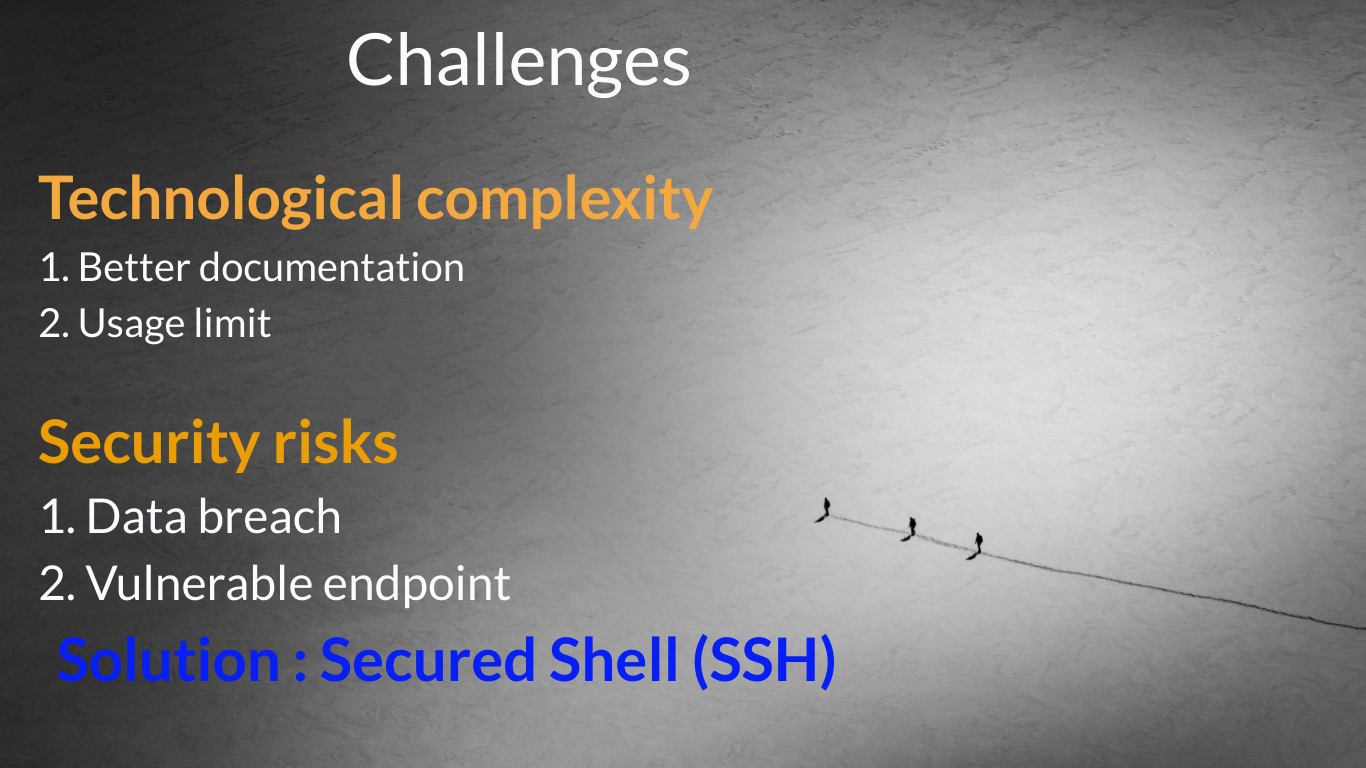 Challenges
Technological complexity
1. Better documentation
2. Usage limit
Security risks
1. Data breach
2. Vulnerable endpoint
Solution : Secured Shell (SSH)